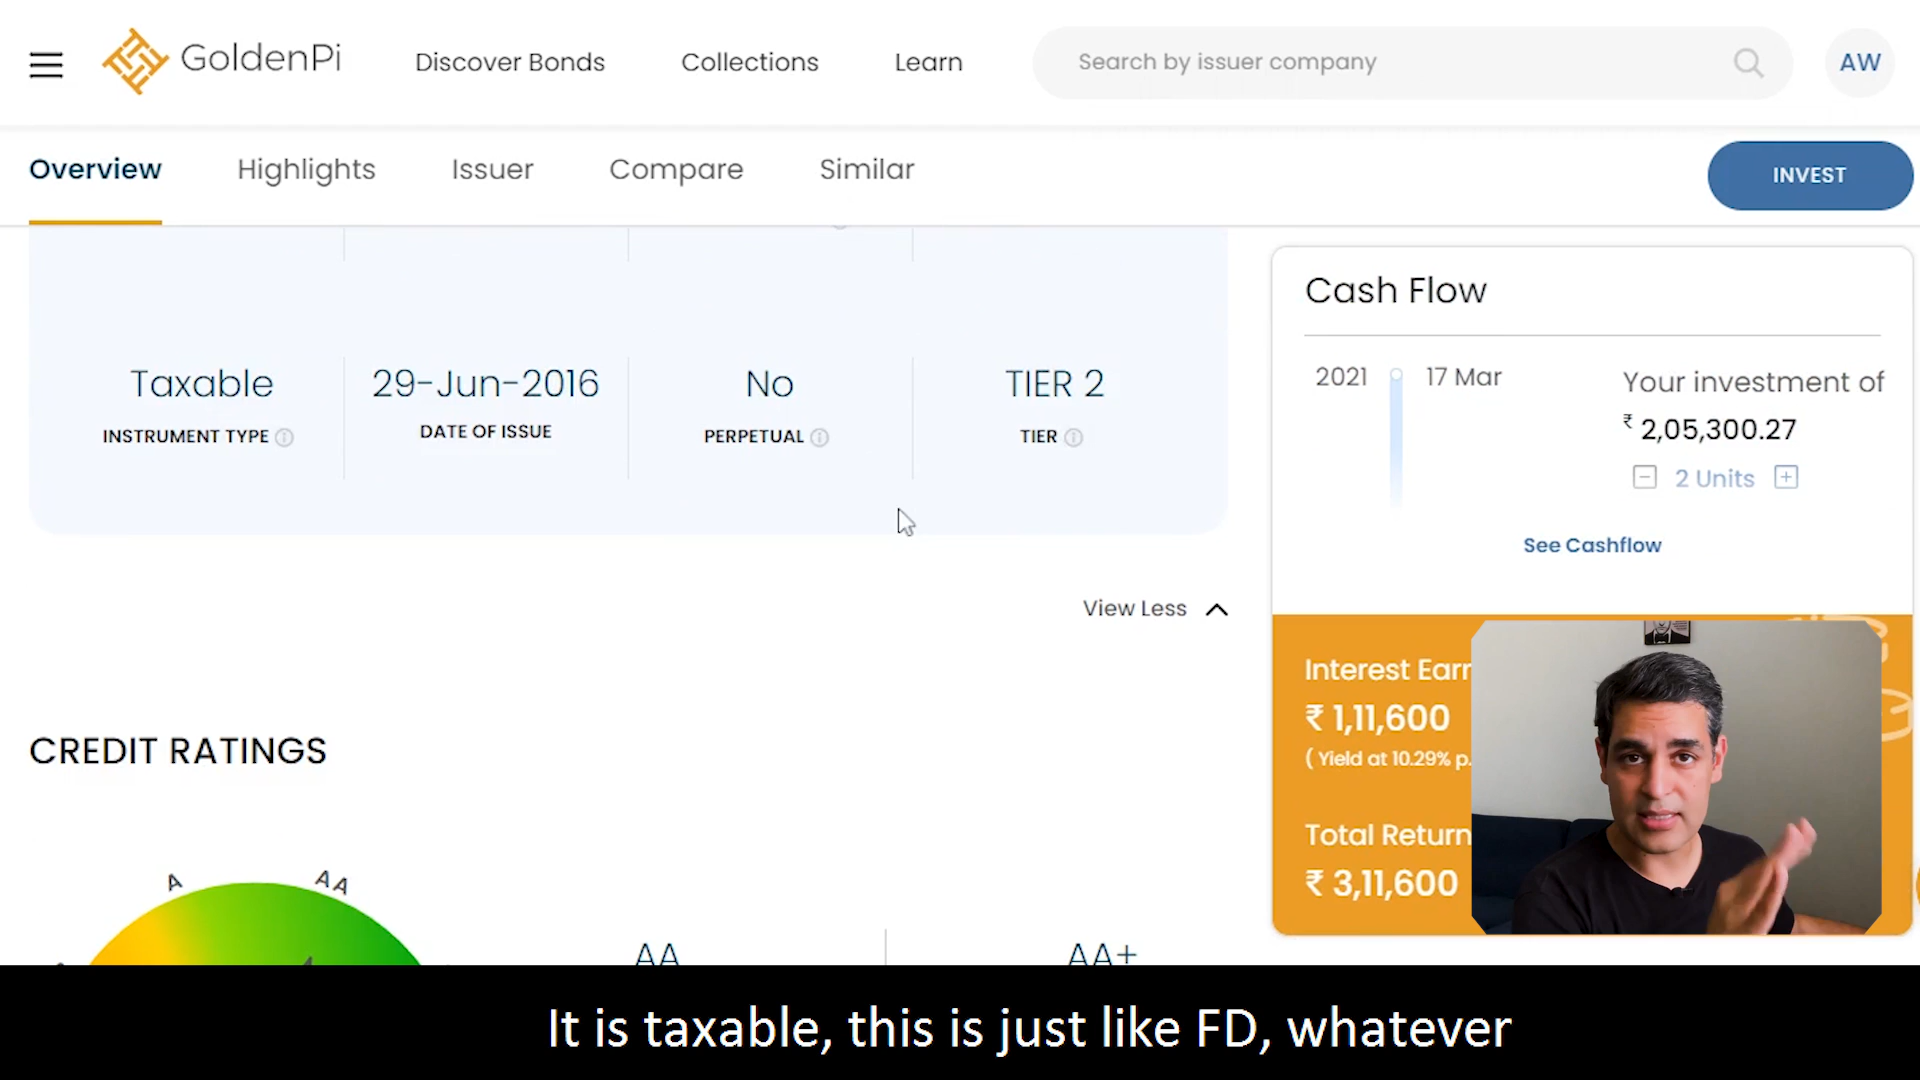 GoldenPi
Discover Bonds
Collections
Learn
Search by issuer company
AW
Overview
Highlights
Issuer
Compare
Similar
INVEST
Taxable
INSTRUMENT TYPE
29-Jun-2016
DATE OF ISSUE
No
PERPETUAL
TIER 2
TIER
View Less
Cash Flow
2021
17 Mar
Your investment of
₹ 2,05,300.27
2 Units
See Cashflow
Interest Earn
₹ 1,11,600
( Yield at 10.29% p.
Total Return
₹ 3,11,600
CREDIT RATINGS
A
AA
AA
AA+
It is taxable, this is just like FD, whatever